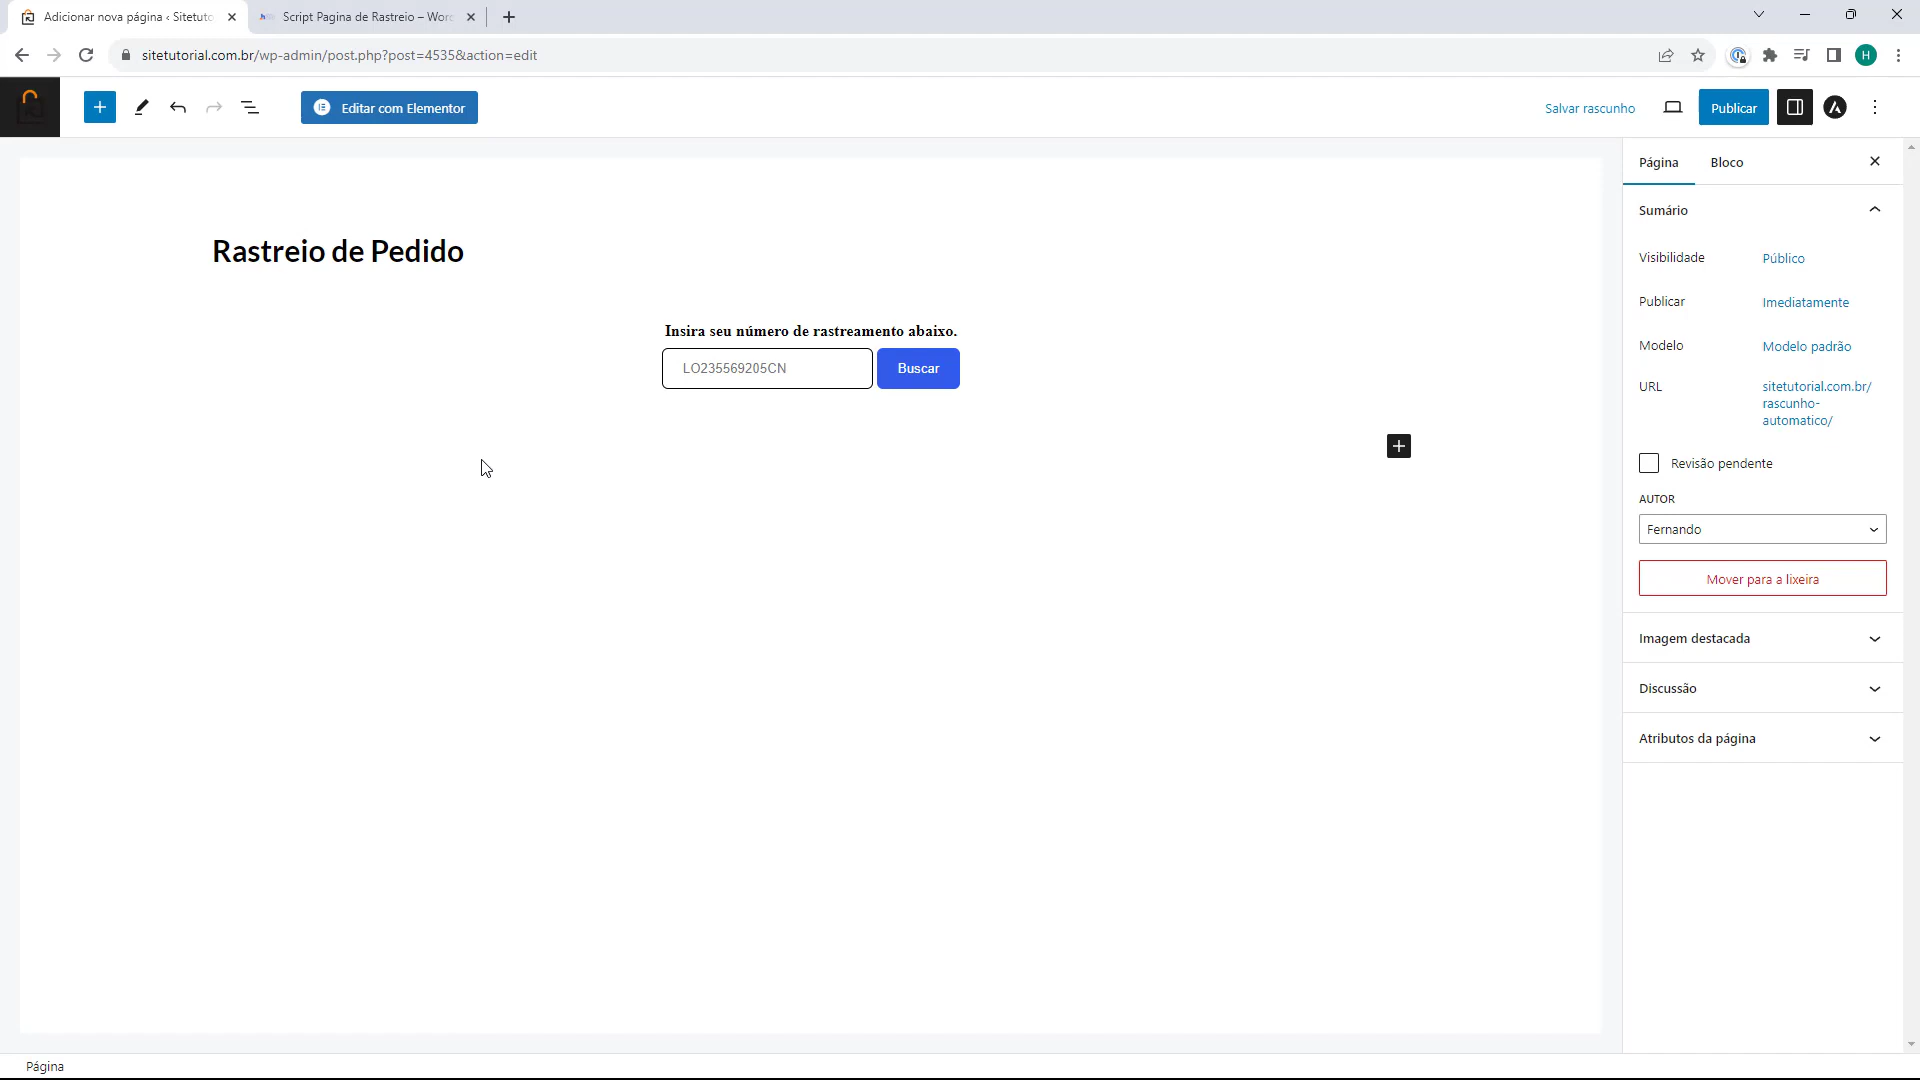 Adicionar nova página ‹ Sitetuto
Script Pagina de Rastreio – Word
sitetutorial.com.br/wp-admin/post.php?post=4535&action=edit
H
Editar com Elementor
Salvar rascunho
Publicar
Página
Bloco
Rastreio de Pedido
Insira seu número de rastreamento abaixo.
LO235569205CN
Buscar
Sumário
Visibilidade
Público
Publicar
Imediatamente
Modelo
Modelo padrão
URL
sitetutorial.com.br/
rascunho-
automatico/
Revisão pendente
AUTOR
Fernando
Mover para a lixeira
Imagem destacada
Discussão
Atributos da página
Página